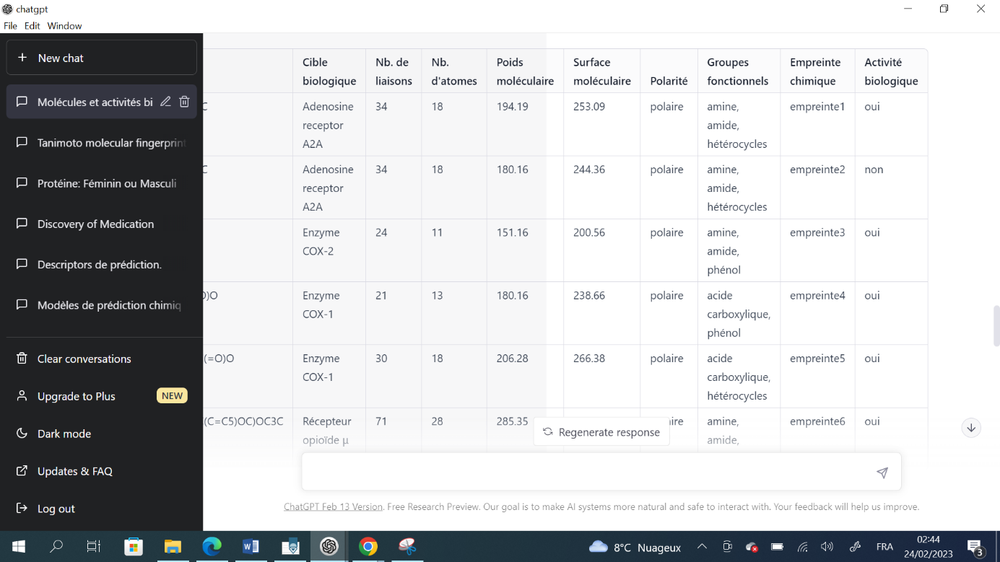 chatgpt
File Edit Window
New chat
Molécules et activités bi
Tanimoto molecular fingerprint
Protéine: Féminin ou Masculi
Discovery of Medication
Descriptors de prédiction.
Modèles de prédiction chimiq
Clear conversations
Upgrade to Plus NEW
Dark mode
Updates & FAQ
Log out
Cible Nb. de Nb. Poids Surface Groupes Empreinte Activité
biologique liaisons d'atomes moléculaire moléculaire Polarité fonctionnels chimique biologique
C Adenosine 34 18 194.19 253.09 polaire amine, empreinte1 oui
receptor amide,
A2A hétérocycles
C Adenosine 34 18 180.16 244.36 polaire amine, empreinte2 non
receptor amide,
A2A hétérocycles
Enzyme 24 11 151.16 200.56 polaire amine, empreinte3 oui
COX-2 amide,
phénol
)O Enzyme 21 13 180.16 238.66 polaire acide empreinte4 oui
COX-1 carboxylique,
phénol
(=O)O Enzyme 30 18 206.28 266.38 polaire acide empreinte5 oui
COX-1 carboxylique,
hétérocycles
(C=C5)OC)OC3C Récepteur 71 28 285.35 aire amine, empreinte6 oui
opioïde µ amide,
Regenerate response
ChatGPT Feb 13 Version. Free Research Preview. Our goal is to make AI systems more natural and safe to interact with. Your feedback will help us improve.
8°C Nuageux FRA 02:44
24/02/2023 3